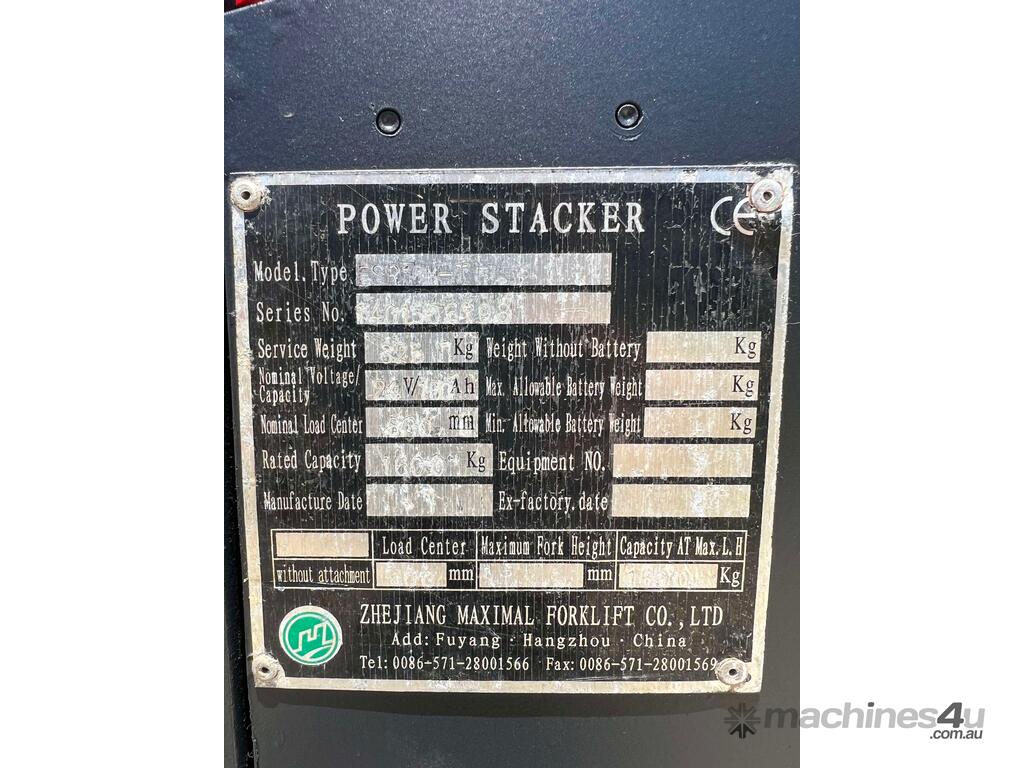 POWER STACKER CE
Model.Type
Series No.
Service Weight Kg Weight Without Battery Kg
Nominal Voltage/ Capacity 24 V/ Ah Max. Allowable Battery Weight Kg
Nominal Load Center mm Min. Allowable Battery Weight Kg
Rated Capacity 1600 Kg Equipment NO.
Manufacture Date Ex-factory.date
Load Center Maximum Fork Height Capacity AT Max.L.H
without attachment mm mm Kg
ZHEJIANG MAXIMAL FORKLIFT CO.,LTD
Add: Fuyang · Hangzhou · China
Tel: 0086-571-28001566 Fax: 0086-571-28001569
machines4u
.com.au